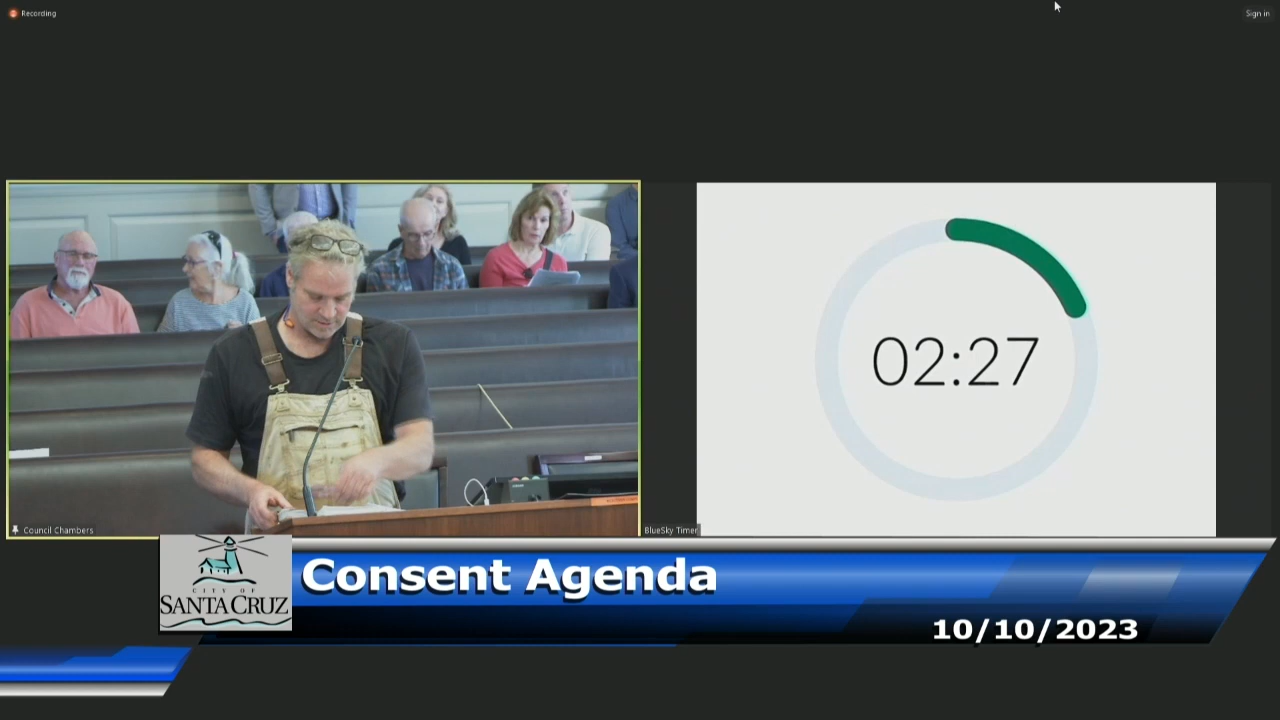 Recording
Sign in
02:27
Council Chambers
BlueSky Timer
CITY OF
SANTA CRUZ
Consent Agenda
10/10/2023